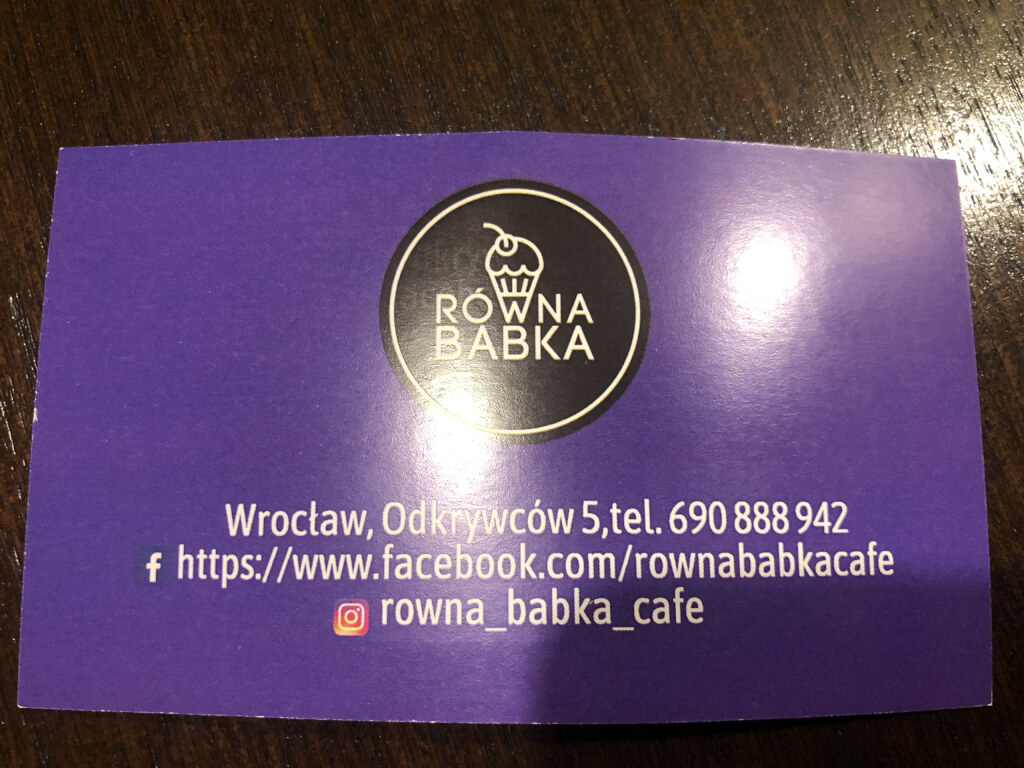 RÓWNA
BABKA
Wrocław, Odkrywców 5,tel. 690 888 942
f https://www.facebook.com/rownababkacafe
rowna_babka_cafe